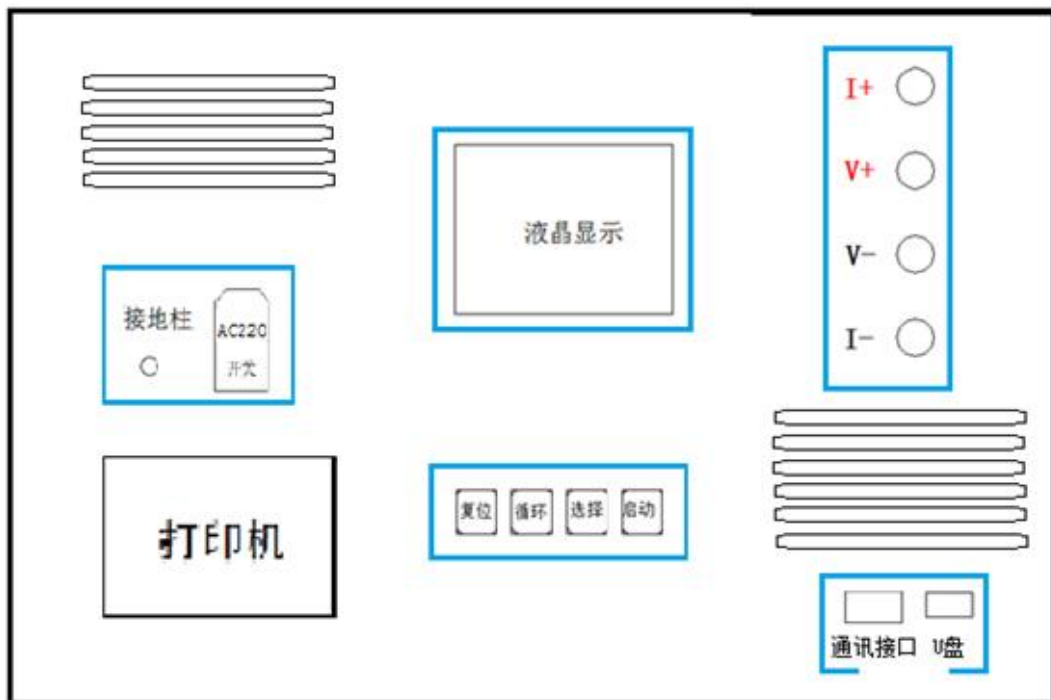 I+
V+
液晶显示
V-
接地柱
AC220
I-
开关
复位 循环 选择 启动
打印机
通讯接口 U盘